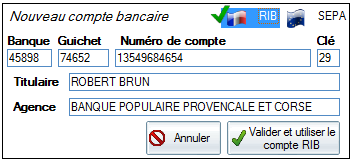 Nouveau compte bancaire RIB SEPA
Banque Guichet Numéro de compte Clé
45898 74652 13549684654 29
Titulaire ROBERT BRUN
Agence BANQUE POPULAIRE PROVENCALE ET CORSE
Annuler Valider et utiliser le
compte RIB